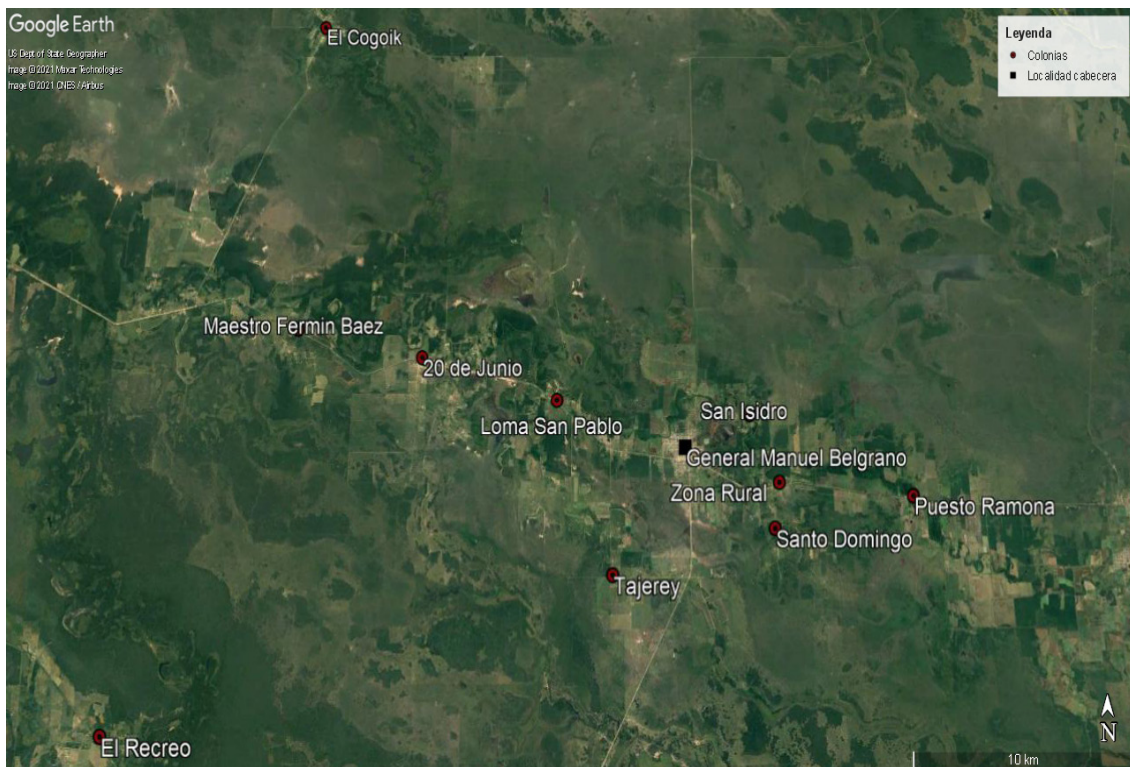 Google Earth
US Dept of State Geographer
Image © 2021 Maxar Technologies
Image © 2021 CNES / Airbus
El Cogoik
Leyenda
Colonias
Localidad cabecera
Maestro Fermin Baez
20 de Junio
Loma San Pablo
San Isidro
General Manuel Belgrano
Zona Rural
Puesto Ramona
Santo Domingo
Tajerey
El Recreo
N
10 km